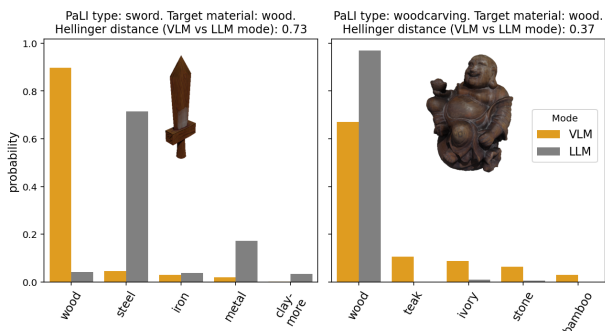 PaLI type: sword. Target material: wood.
Hellinger distance (VLM vs LLM mode): 0.73
PaLI type: woodcarving. Target material: wood.
Hellinger distance (VLM vs LLM mode): 0.37
probability
1.0
0.8
0.6
0.4
0.2
0.0
wood
steel
iron
metal
clay-
more
Mode
VLM
LLM
wood
teak
ivory
stone
bamboo